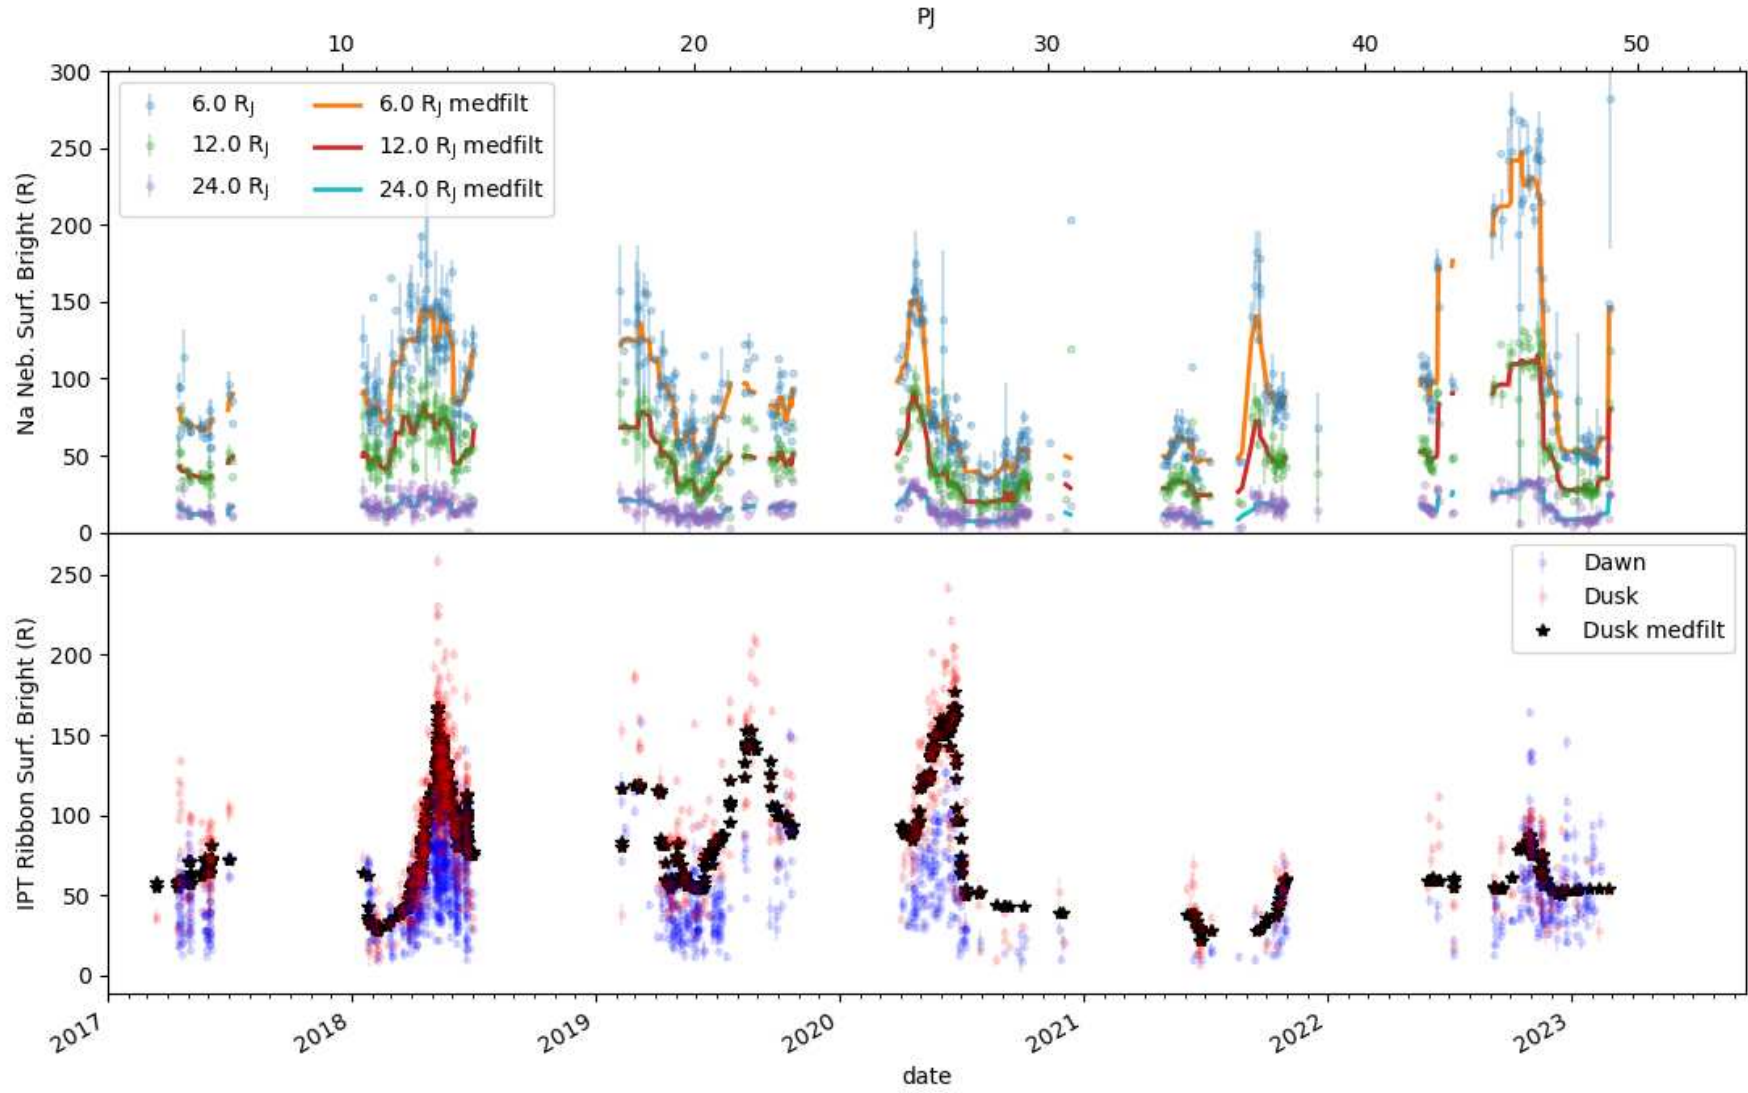 PJ
10 20 30 40 50
Na Neb. Surf. Bright (R)
300
250
200
150
100
50
0
6.0 RJ 6.0 RJ medfilt
12.0 RJ 12.0 RJ medfilt
24.0 RJ 24.0 RJ medfilt
IPT Ribbon Surf. Bright (R)
250
200
150
100
50
0
Dawn
Dusk
Dusk medfilt
2017 2018 2019 2020 2021 2022 2023
date